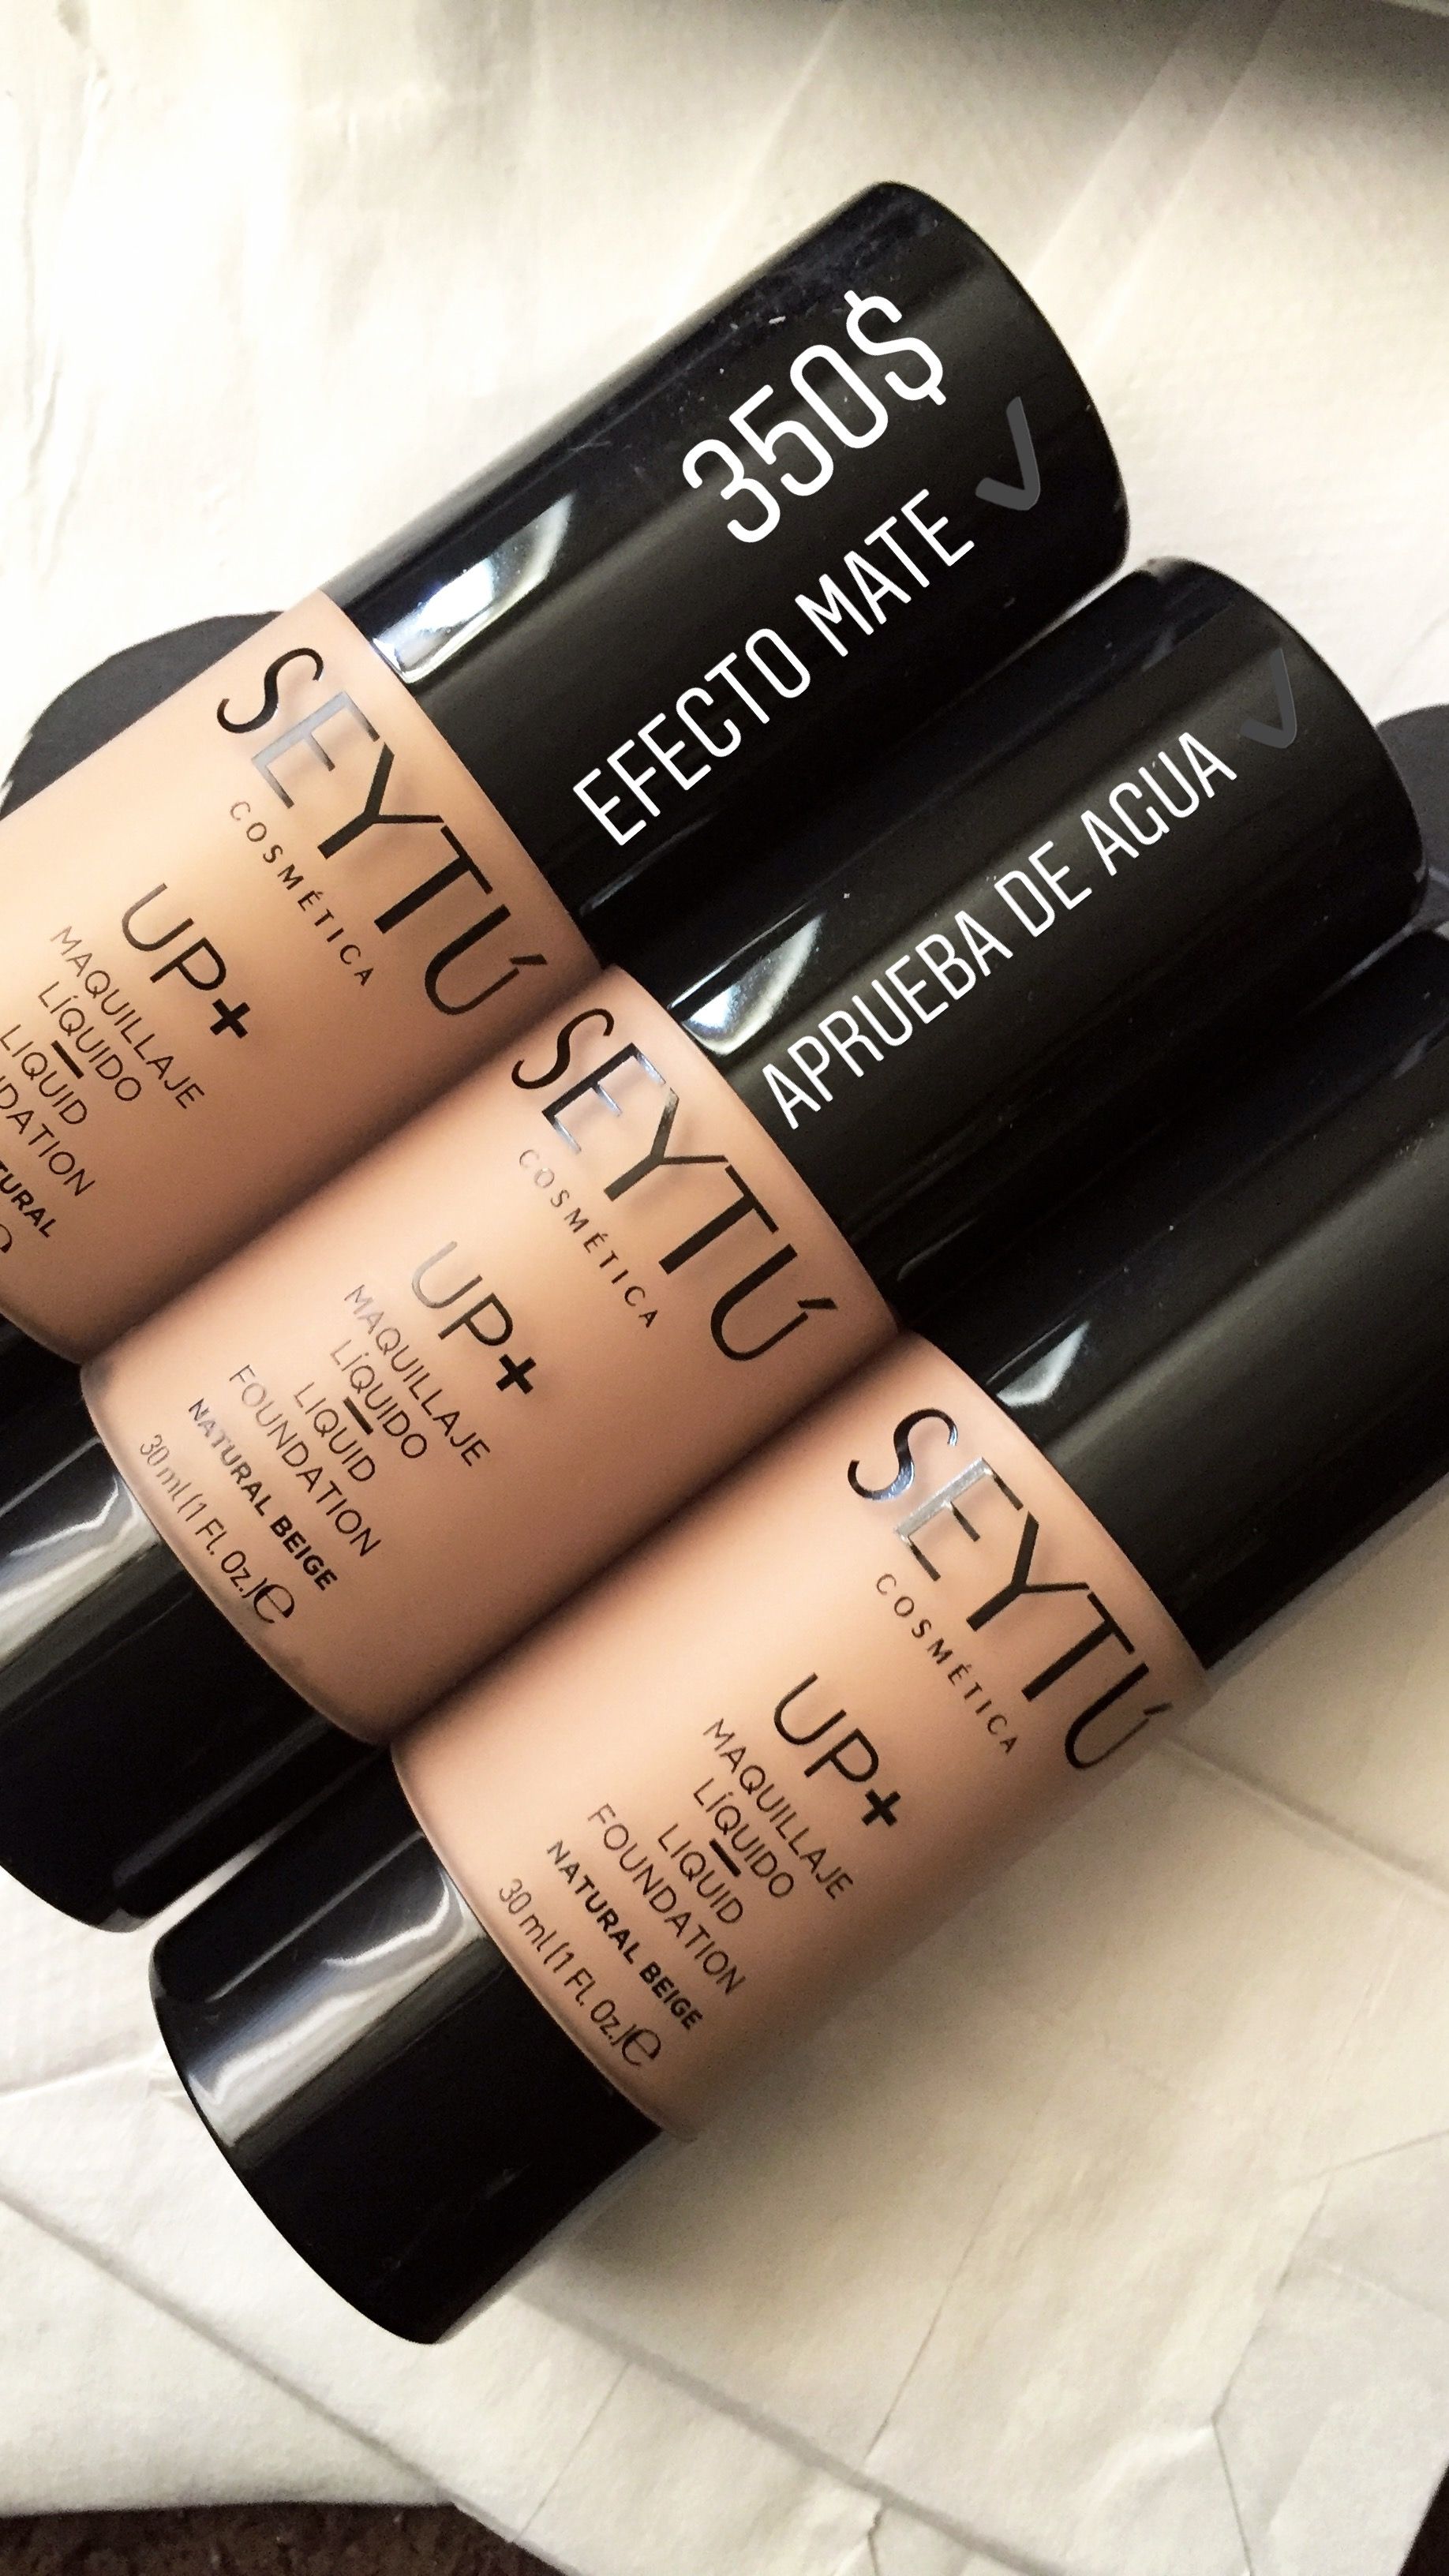 350$
EFECTO MATE ✓
APRUEBA DE AGUA ✓
SEYTÚ
COSMÉTICA
UP+
MAQUILLAJE
LÍQUIDO
LIQUID
SEYTÚ
COSMÉTICA
UP+
MAQUILLAJE
LÍQUIDO
LIQUID
FOUNDATION
NATURAL BEIGE
30 ml (1 Fl. Oz.) ℮
SEYTÚ
COSMÉTICA
UP+
MAQUILLAJE
LÍQUIDO
LIQUID
FOUNDATION
NATURAL BEIGE
30 ml (1 Fl. Oz.) ℮